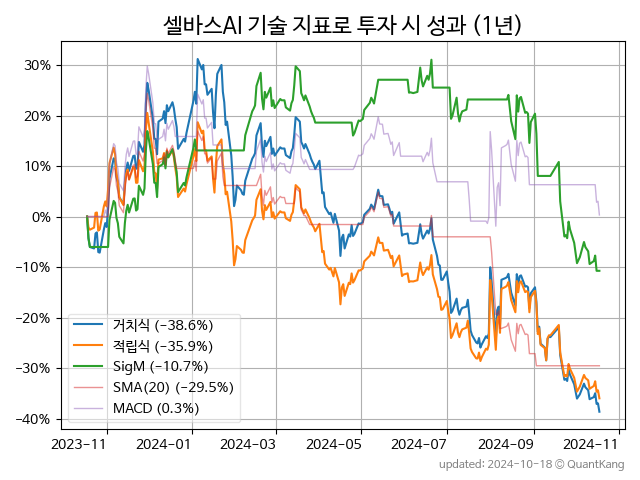 셀바스AI 기술 지표로 투자 시 성과 (1년)
30%
20%
10%
0%
−10%
−20%
−30%
−40%
거치식 (−38.6%)
적립식 (−35.9%)
SigM (−10.7%)
SMA(20) (−29.5%)
MACD (0.3%)
2023-11 2024-01 2024-03 2024-05 2024-07 2024-09 2024-11
updated: 2024-10-18 © QuantKang